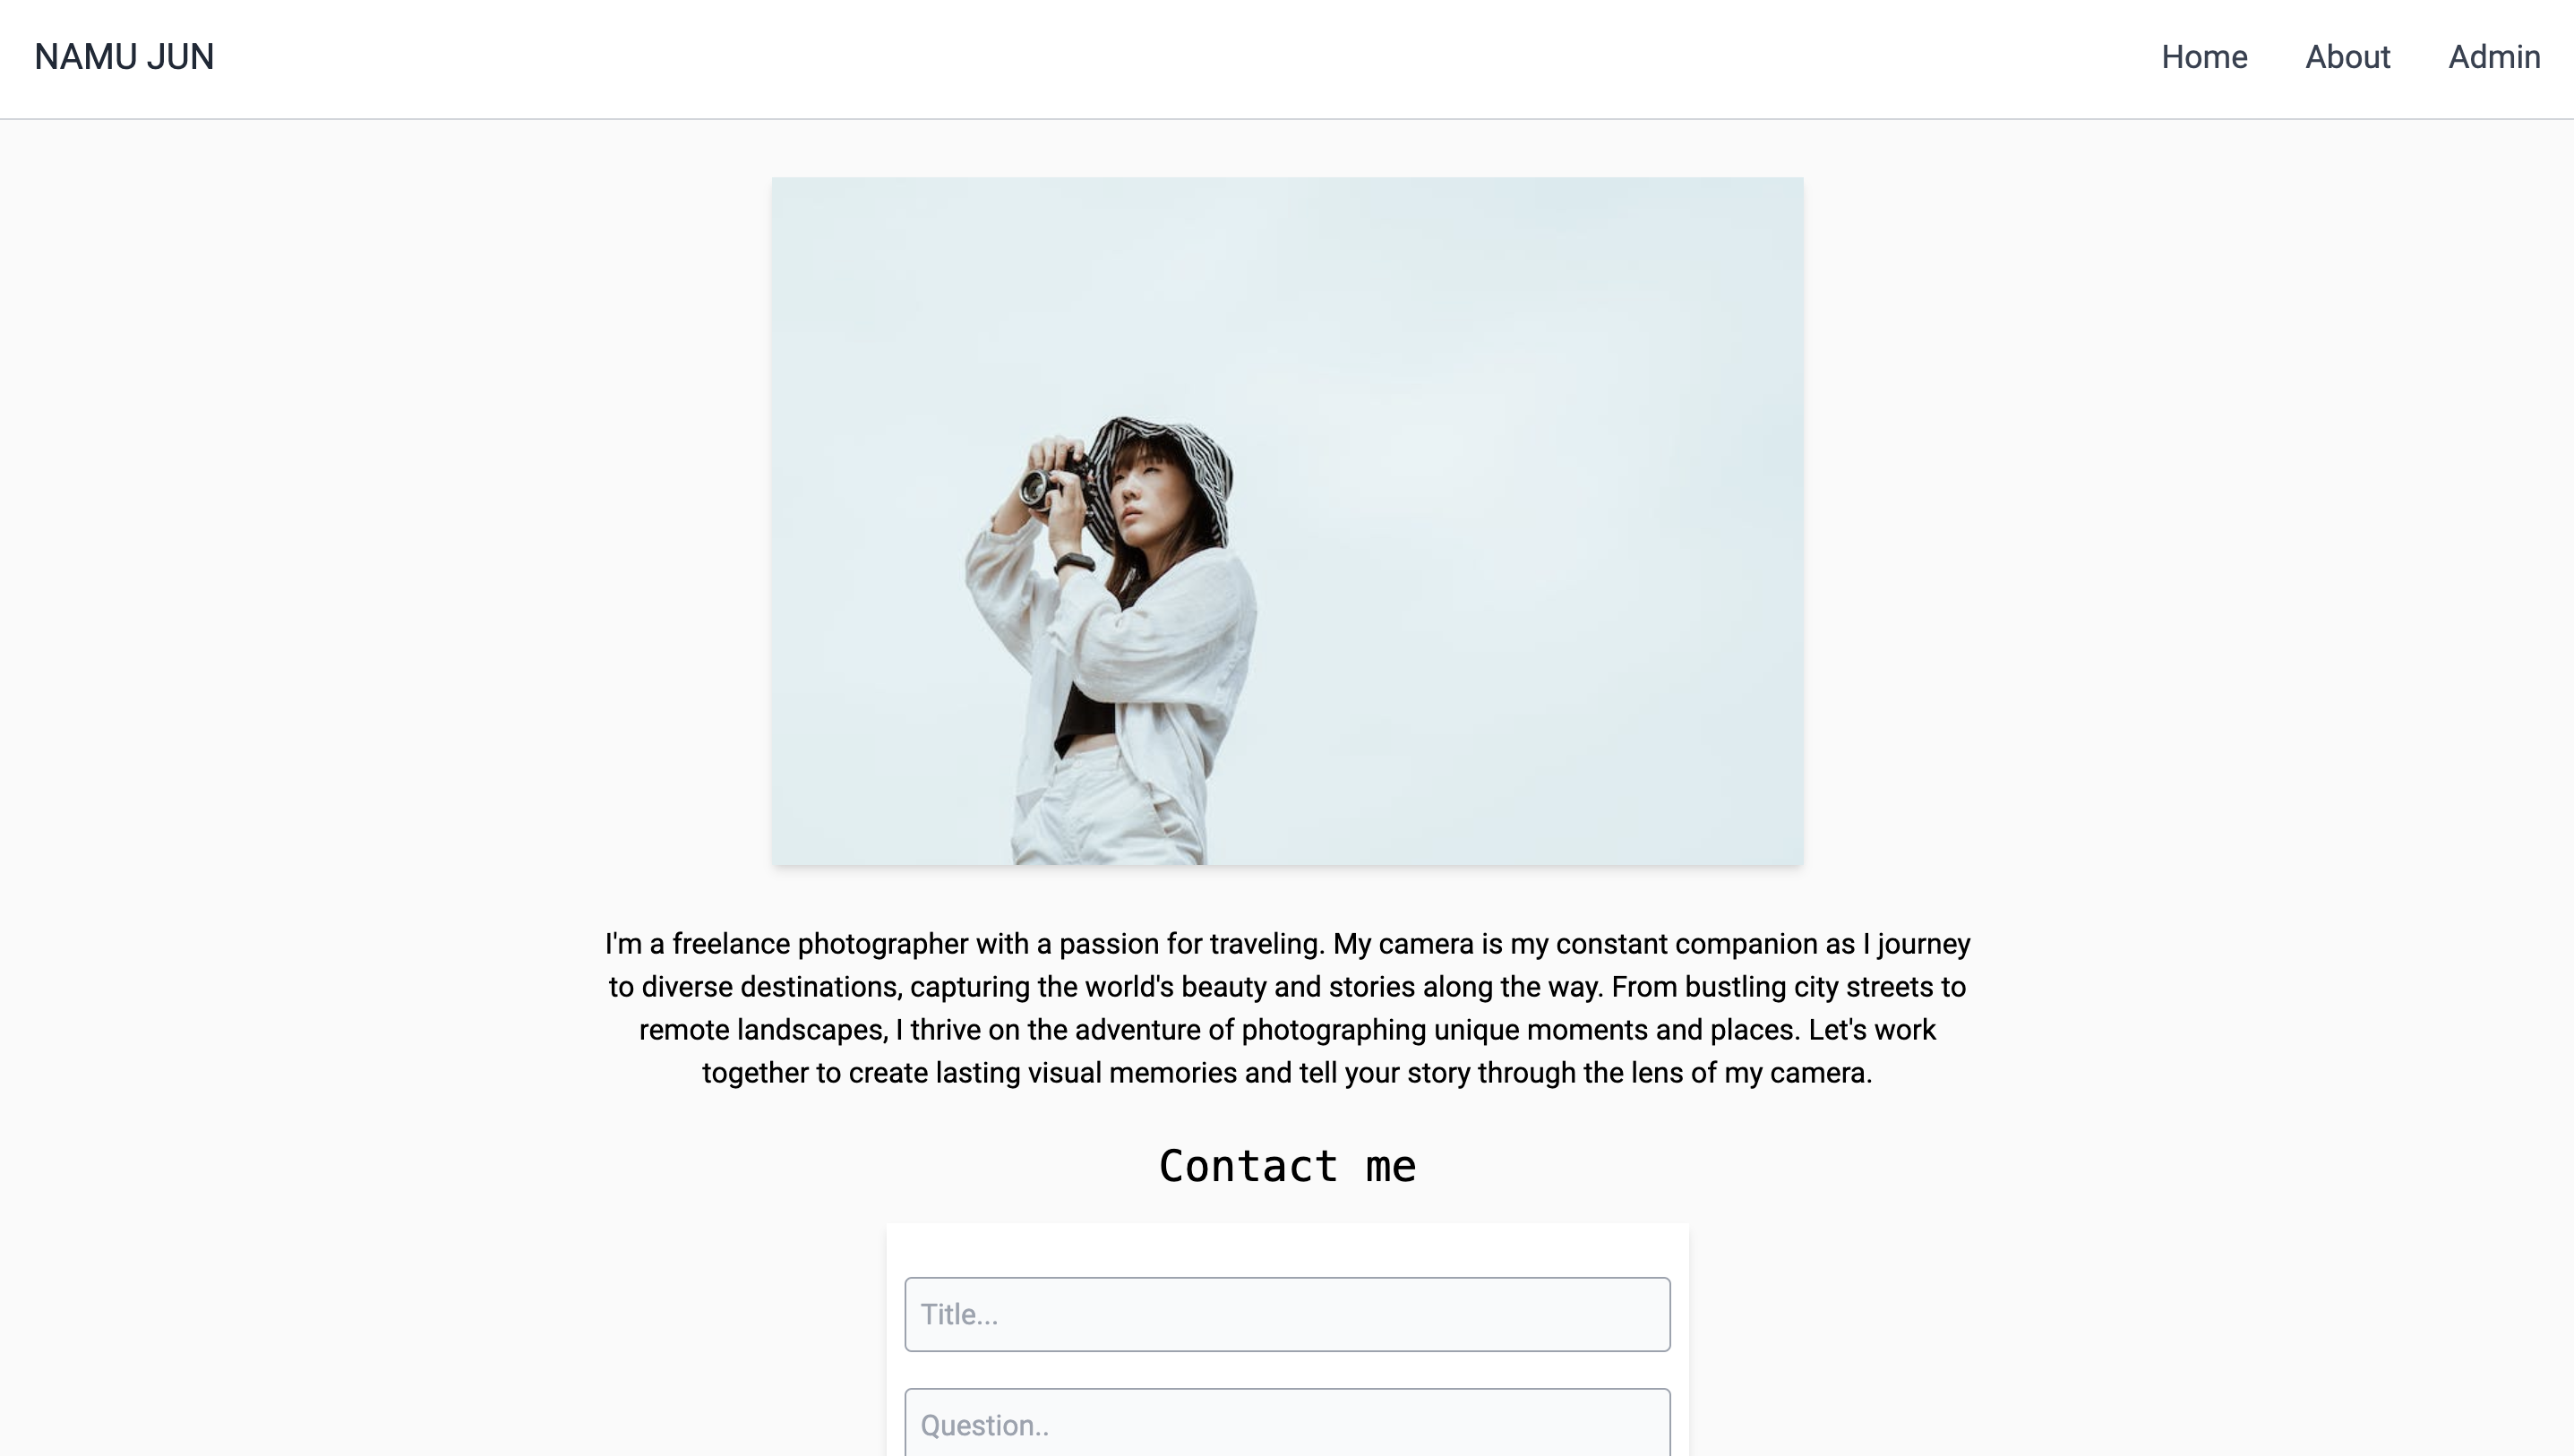 NAMU JUN
Home About Admin
I'm a freelance photographer with a passion for traveling. My camera is my constant companion as I journey
to diverse destinations, capturing the world's beauty and stories along the way. From bustling city streets to
remote landscapes, I thrive on the adventure of photographing unique moments and places. Let's work
together to create lasting visual memories and tell your story through the lens of my camera.
Contact me
Title...
Question..